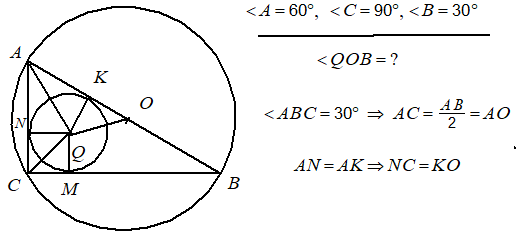 <A = 60°, <C = 90°, <B = 30°
<QOB = ?
<ABC = 30° ⇒ AC = AB/2 = AO
AN = AK ⇒ NC = KO
A
K
O
N
Q
C
M
B